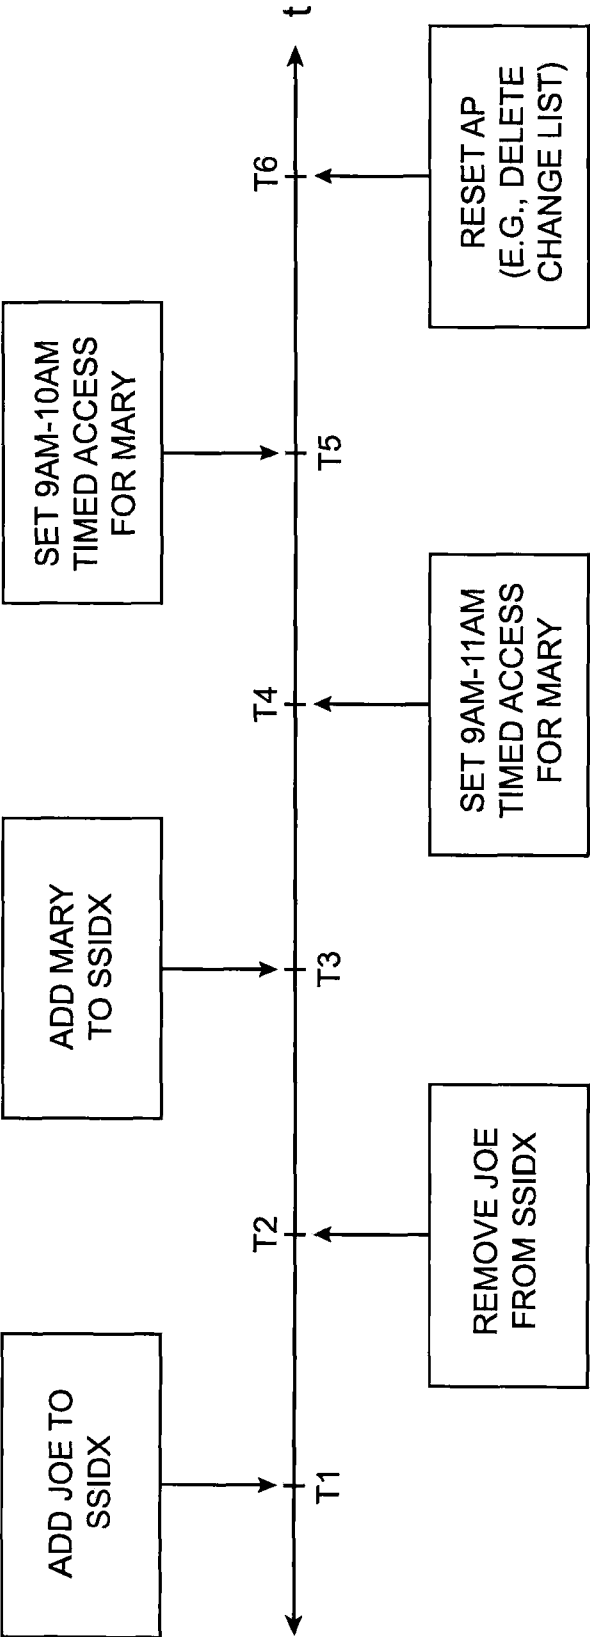 ADD JOE TO
SSIDX
ADD MARY
TO SSIDX
SET 9AM-10AM
TIMED ACCESS
FOR MARY
T1
T2
T3
T4
T5
T6
t
REMOVE JOE
FROM SSIDX
SET 9AM-11AM
TIMED ACCESS
FOR MARY
RESET AP
(E.G., DELETE
CHANGE LIST)